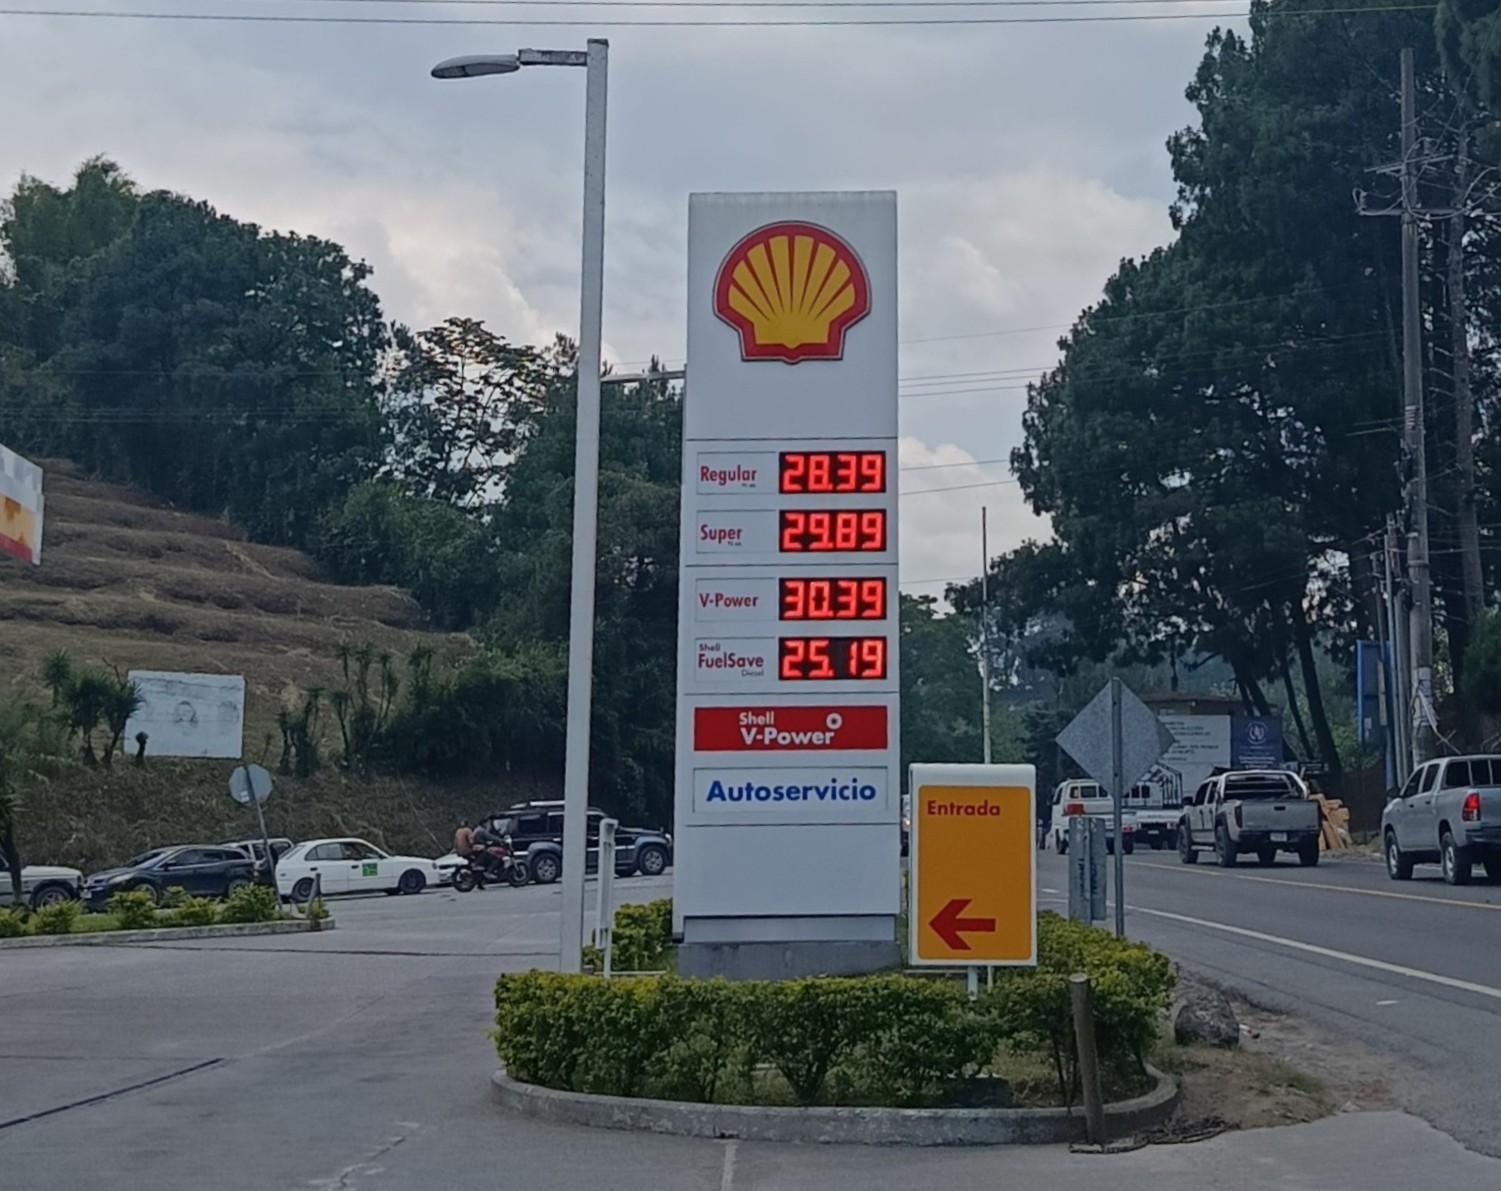 Regular 28.39
Super 29.89
V-Power 30.39
Shell
FuelSave 25.19
Diesel
Shell
V-Power
Autoservicio
Entrada